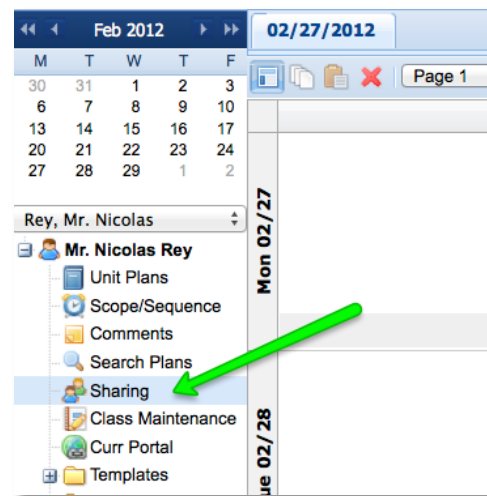 Feb 2012
M T W T F
30 31 1 2 3
6 7 8 9 10
13 14 15 16 17
20 21 22 23 24
27 28 29 1 2
Rey, Mr. Nicolas
Mr. Nicolas Rey
Unit Plans
Scope/Sequence
Comments
Search Plans
Sharing
Class Maintenance
Curr Portal
Templates
02/27/2012
Page 1
Mon 02/27
ue 02/28